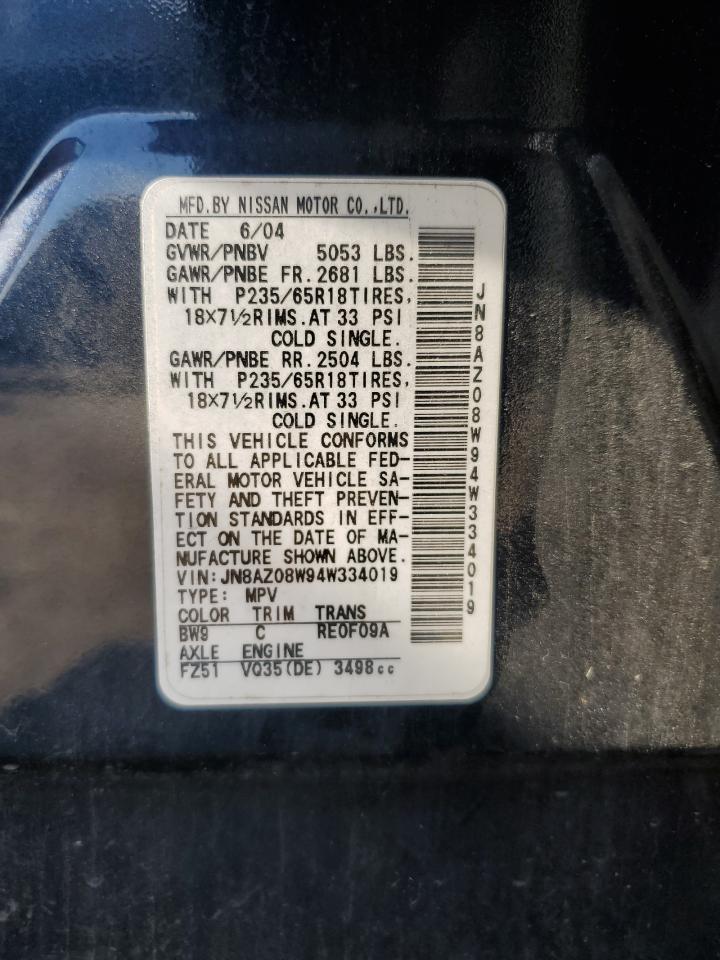 MFD.BY NISSAN MOTOR CO.,LTD.
DATE 6/04
GVWR/PNBV 5053 LBS.
GAWR/PNBE FR. 2681 LBS.
WITH P235/65R18TIRES,
18X7½RIMS.AT 33 PSI
COLD SINGLE.
GAWR/PNBE RR. 2504 LBS.
WITH P235/65R18TIRES,
18X7½RIMS.AT 33 PSI
COLD SINGLE.
THIS VEHICLE CONFORMS
TO ALL APPLICABLE FED-
ERAL MOTOR VEHICLE SA-
FETY AND THEFT PREVEN-
TION STANDARDS IN EFF-
ECT ON THE DATE OF MA-
NUFACTURE SHOWN ABOVE.
VIN:JN8AZ08W94W334019
TYPE: MPV
COLOR TRIM TRANS
BW9 C RE0F09A
AXLE ENGINE
FZ51 VQ35(DE) 3498cc
JN8AZ08W94W334019